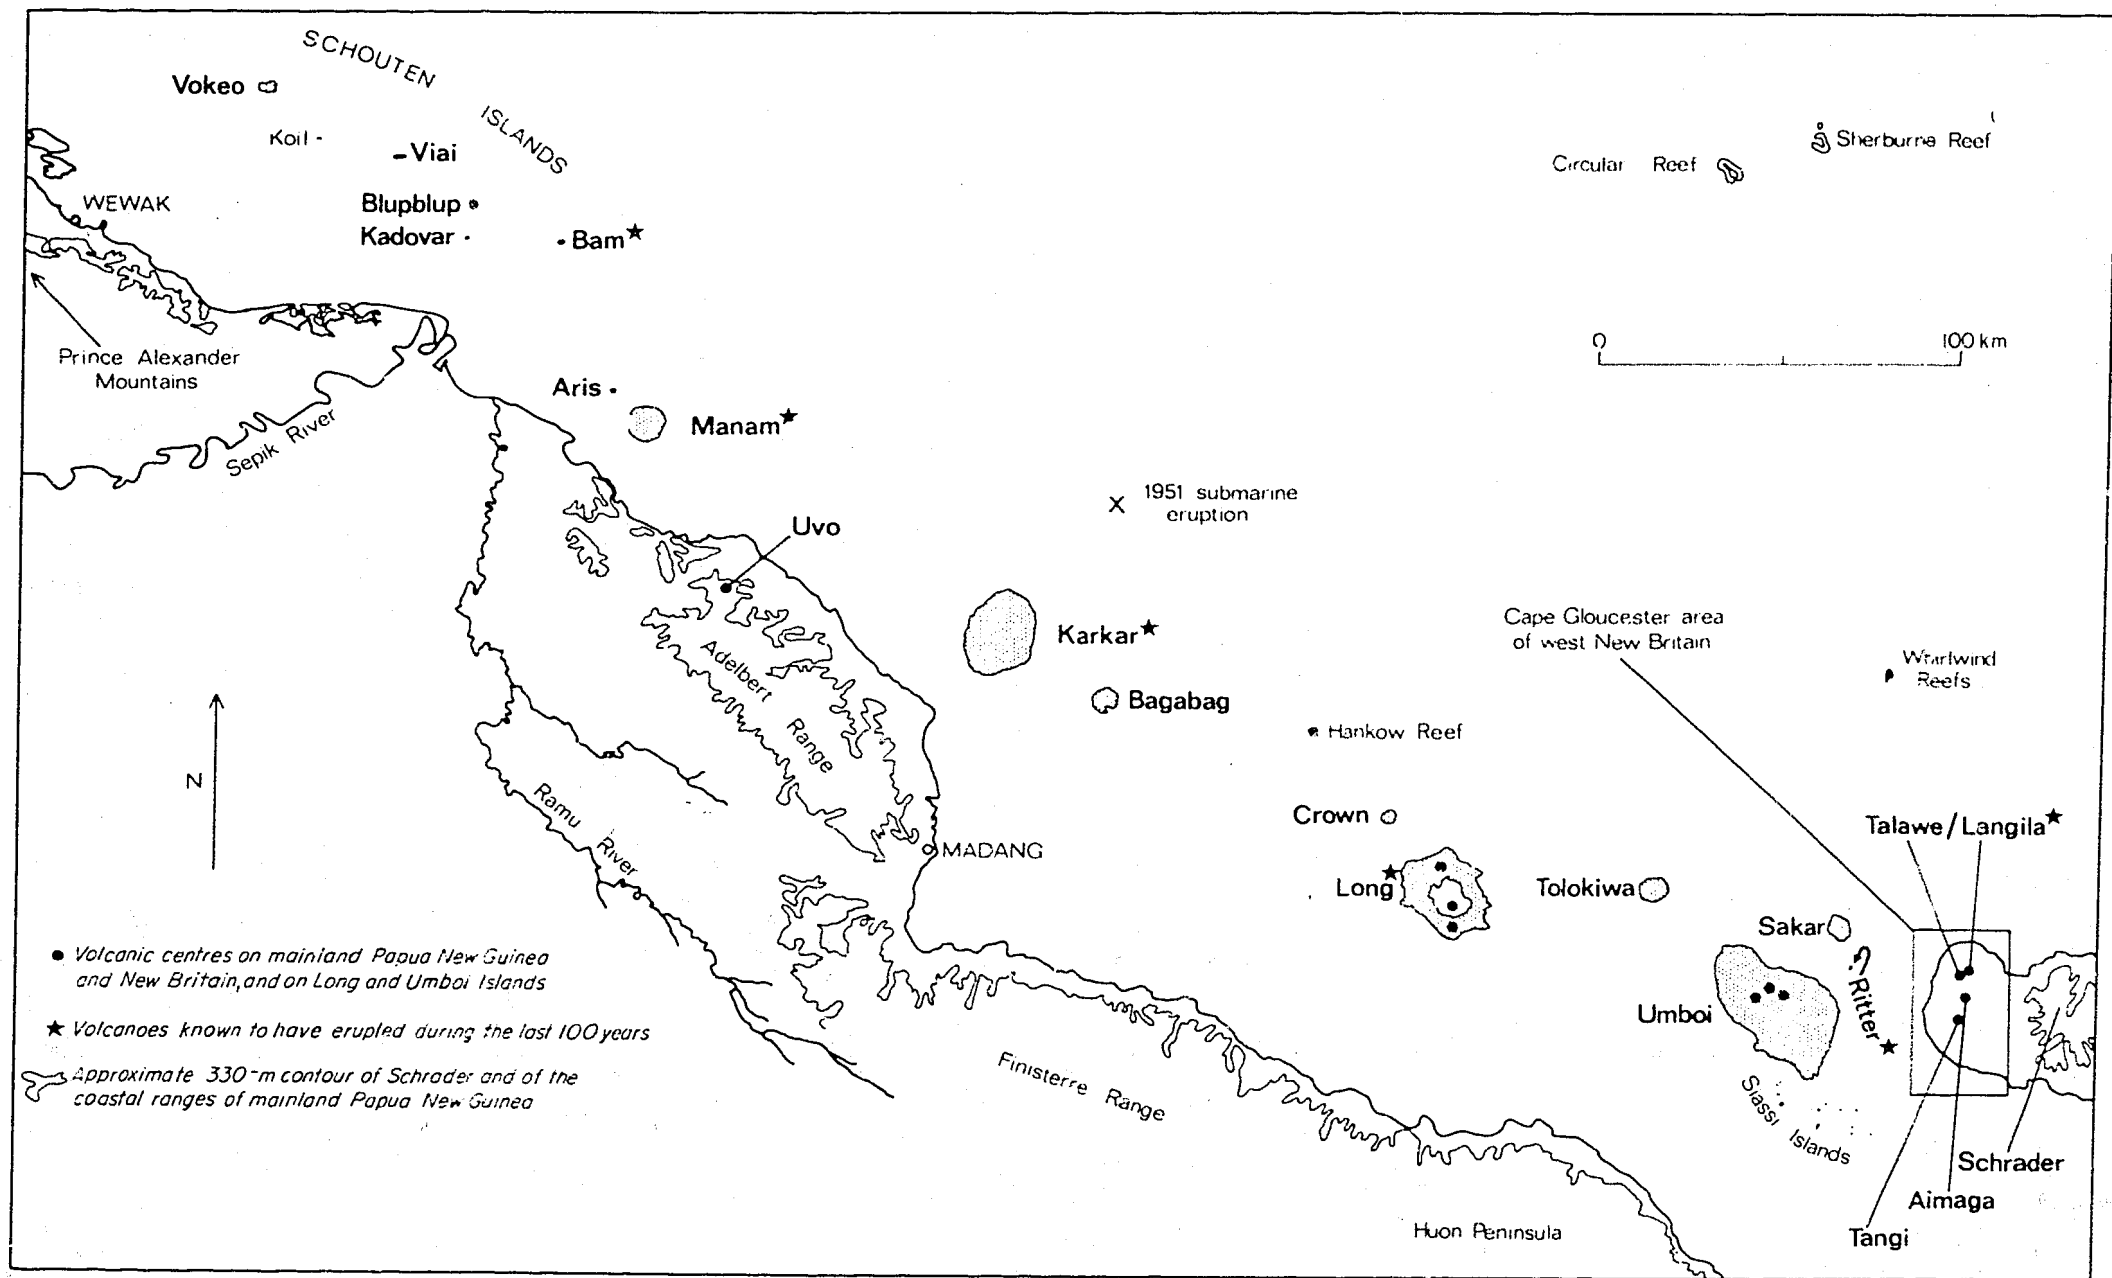 SCHOUTEN
ISLANDS
Vokeo
Koil
Viai
Blupblup
Kadovar
Bam
WEWAK
Prince Alexander
Mountains
Sepik River
Circular Reef
Sherburne Reef
0 100 km
Aris
Manam
1951 submarine
eruption
Uvo
Karkar
Bagabag
Adelbert
Range
Cape Gloucester area
of west New Britain
Whirlwind
Reefs
Hankow Reef
N
Ramu
River
Crown
MADANG
Long
Tolokiwa
Talawe/Langila
Sakar
Ritter
Umboi
Siassi
Islands
Finisterre Range
Huon Peninsula
Schrader
Aimaga
Tangi
Volcanic centres on mainland Papua New Guinea
and New Britain, and on Long and Umboi Islands
Volcanoes known to have erupled during the last 100 years
Approximate 330-m contour of Schrader and of the
coastal ranges of mainland Papua New Guinea